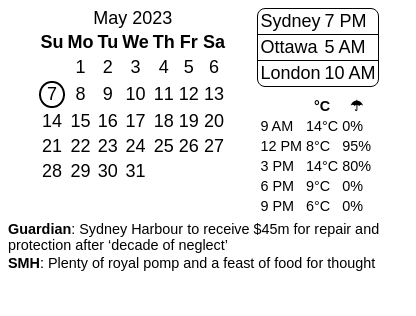 May 2023
Su Mo Tu We Th Fr Sa
1 2 3 4 5 6
7 8 9 10 11 12 13
14 15 16 17 18 19 20
21 22 23 24 25 26 27
28 29 30 31
Sydney 7 PM
Ottawa 5 AM
London 10 AM
°C ☂
9 AM 14°C 0%
12 PM 8°C 95%
3 PM 14°C 80%
6 PM 9°C 0%
9 PM 6°C 0%
Guardian: Sydney Harbour to receive $45m for repair and
protection after ‘decade of neglect’
SMH: Plenty of royal pomp and a feast of food for thought